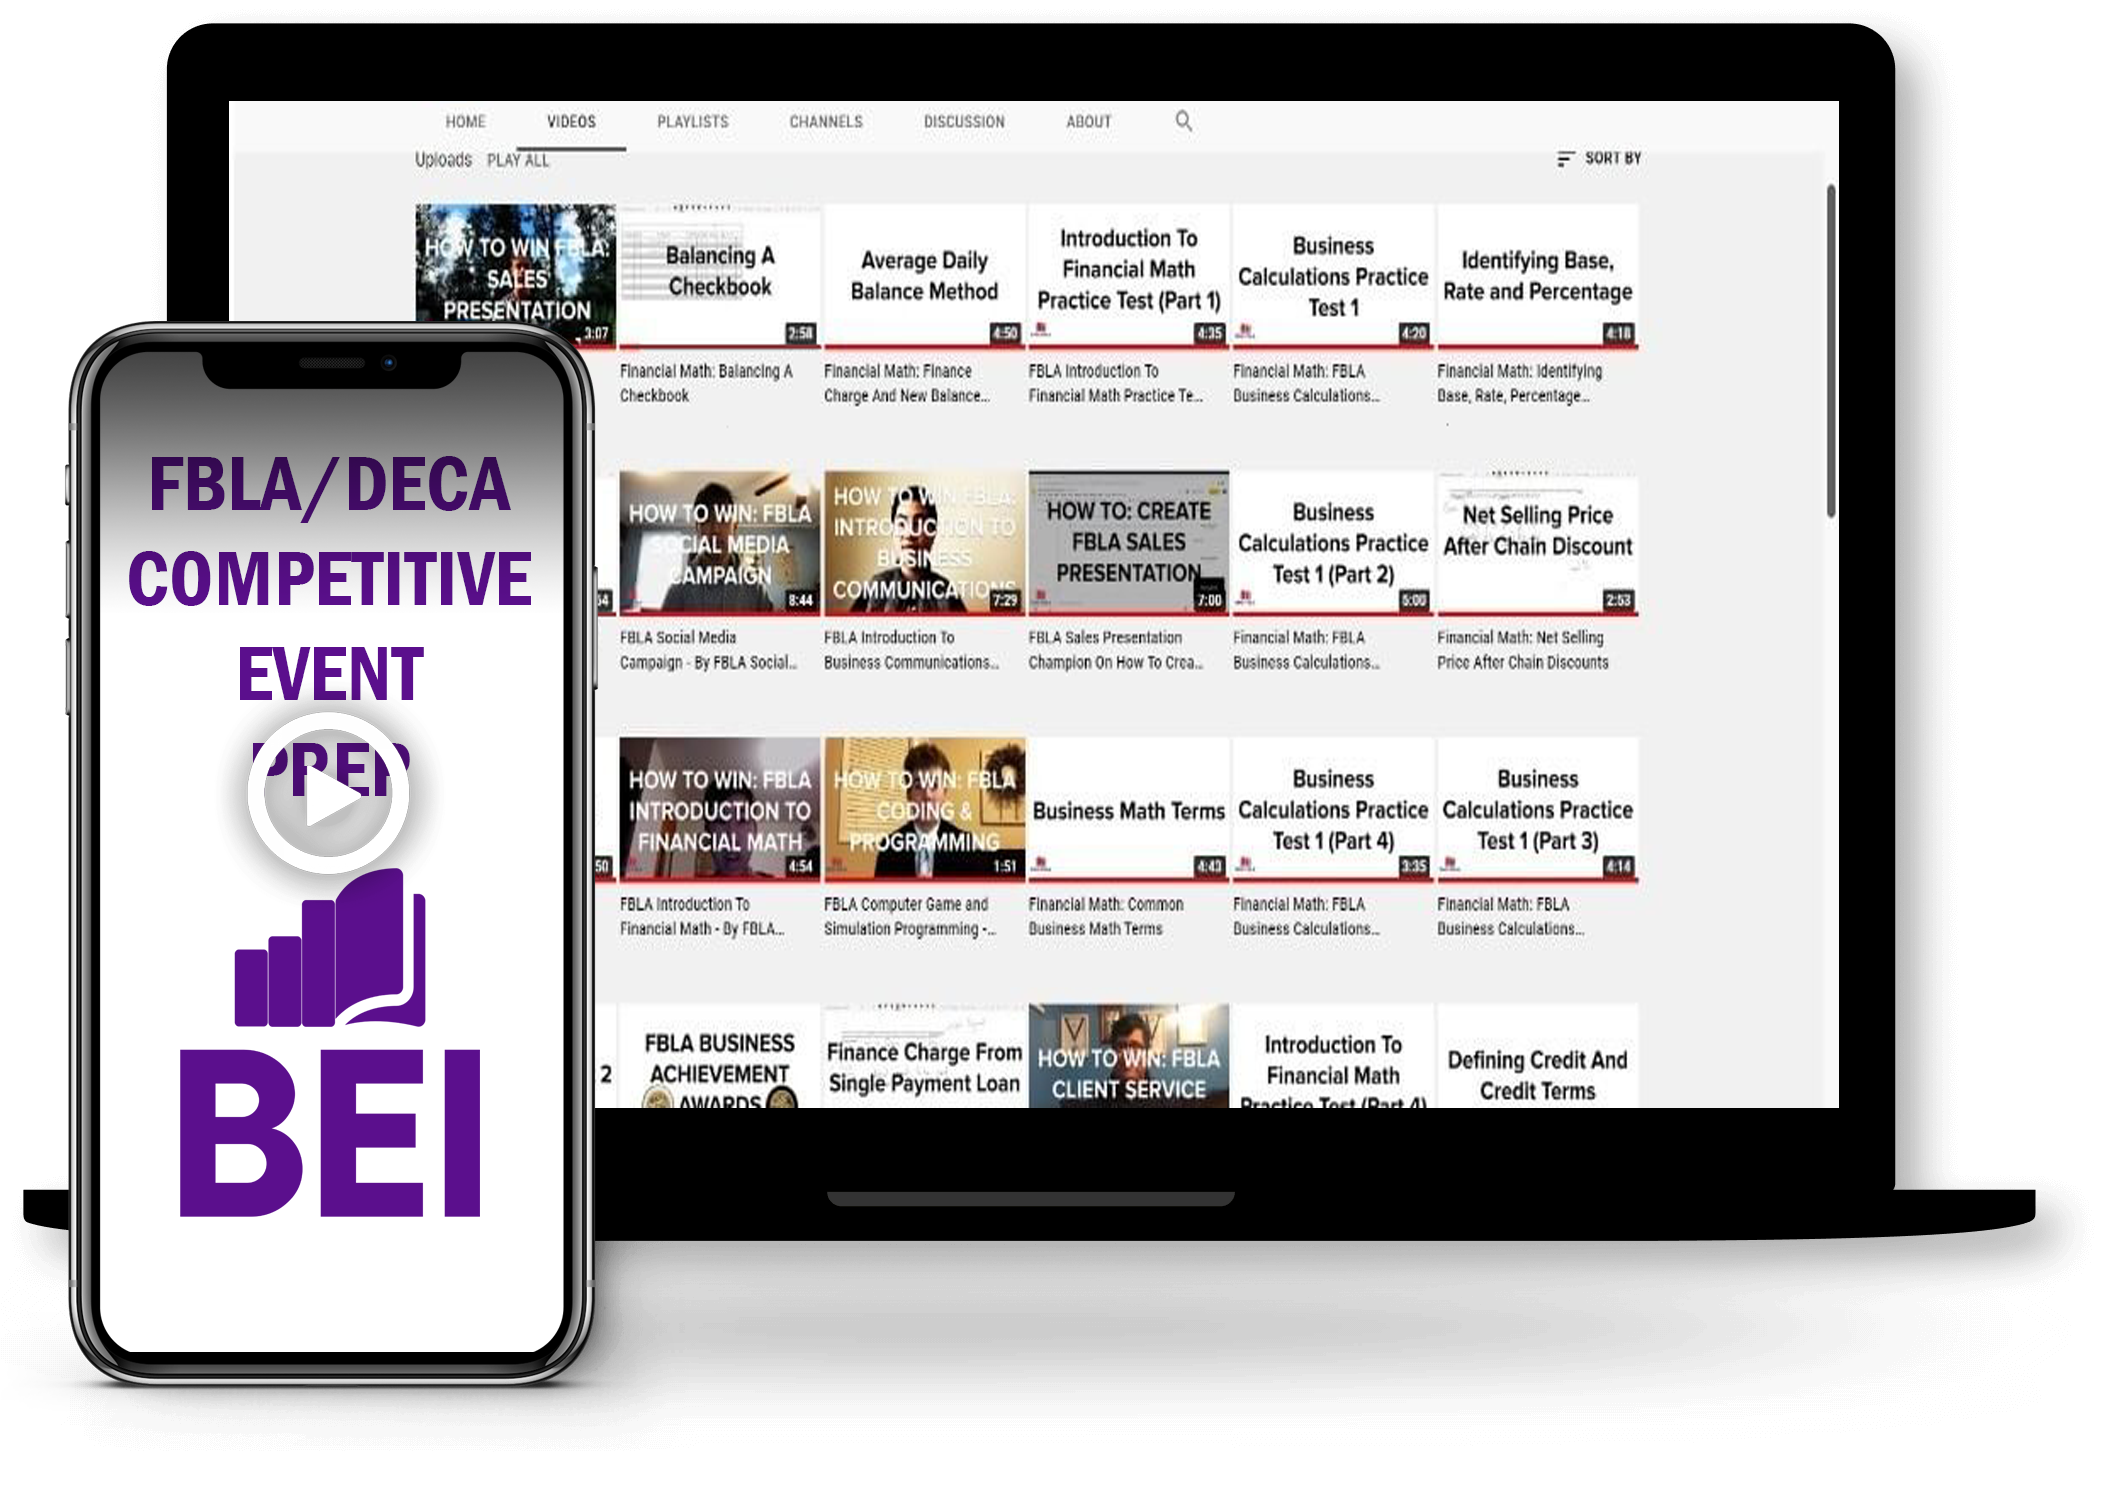 HOME VIDEOS PLAYLISTS CHANNELS DISCUSSION ABOUT
Uploads PLAY ALL SORT BY
HOW TO WIN FBLA:
SALES
PRESENTATION
3:07
Balancing A
Checkbook
2:58
Average Daily
Balance Method
4:50
Introduction To
Financial Math
Practice Test (Part 1)
4:35
Business
Calculations Practice
Test 1
4:20
Identifying Base,
Rate and Percentage
4:18
Financial Math: Balancing A
Checkbook
Financial Math: Finance
Charge And New Balance...
FBLA Introduction To
Financial Math Practice Te...
Financial Math: FBLA
Business Calculations...
Financial Math: Identifying
Base, Rate, Percentage...
54
HOW TO WIN: FBLA
SOCIAL MEDIA
CAMPAIGN
8:44
HOW TO WIN FBLA:
INTRODUCTION TO
BUSINESS
COMMUNICATIONS
7:29
HOW TO: CREATE
FBLA SALES
PRESENTATION
7:00
Business
Calculations Practice
Test 1 (Part 2)
5:00
Net Selling Price
After Chain Discount
2:53
FBLA Social Media
Campaign - By FBLA Social...
FBLA Introduction To
Business Communications...
FBLA Sales Presentation
Champion On How To Crea...
Financial Math: FBLA
Business Calculations...
Financial Math: Net Selling
Price After Chain Discounts
50
HOW TO WIN: FBLA
INTRODUCTION TO
FINANCIAL MATH
4:54
HOW TO WIN: FBLA
CODING &
PROGRAMMING
1:51
Business Math Terms
4:43
Business
Calculations Practice
Test 1 (Part 4)
3:35
Business
Calculations Practice
Test 1 (Part 3)
4:14
FBLA Introduction To
Financial Math - By FBLA...
FBLA Computer Game and
Simulation Programming -...
Financial Math: Common
Business Math Terms
Financial Math: FBLA
Business Calculations...
Financial Math: FBLA
Business Calculations...
2
FBLA BUSINESS
ACHIEVEMENT
AWARDS
Finance Charge From
Single Payment Loan
HOW TO WIN: FBLA
CLIENT SERVICE
Introduction To
Financial Math
Practice Test (Part 4)
Defining Credit And
Credit Terms
FBLA/DECA
COMPETITIVE
EVENT
PREP
BEI